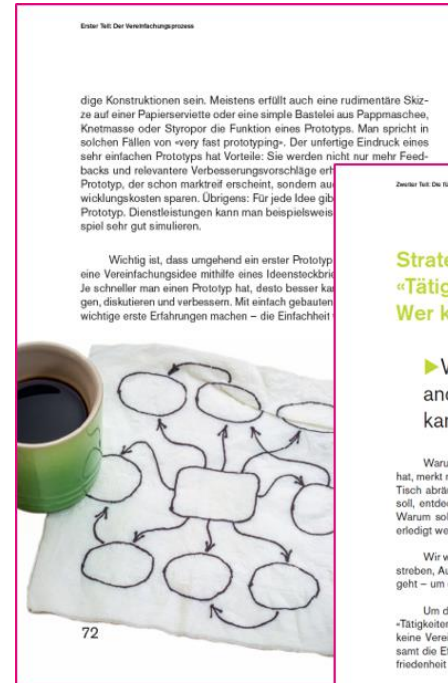 Erster Teil: Der Vereinfachungsprozess
dige Konstruktionen sein. Meistens erfüllt auch eine rudimentäre Skiz-
ze auf einer Papierserviette oder eine simple Bastelei aus Pappmaschee,
Knetmasse oder Styropor die Funktion eines Prototyps. Man spricht in
solchen Fällen von «very fast prototyping». Der unfertige Eindruck eines
sehr einfachen Prototyps hat Vorteile: Sie werden nicht nur mehr Feed-
backs und relevantere Verbesserungsvorschläge erh
Prototyp, der schon marktreif erscheint, sondern auc
wicklungskosten sparen. Übrigens: Für jede Idee gib
Prototyp. Dienstleistungen kann man beispielsweis
spiel sehr gut simulieren.
Wichtig ist, dass umgehend ein erster Prototyp
eine Vereinfachungsidee mithilfe eines Ideensteckbrie
Je schneller man einen Prototyp hat, desto besser kan
gen, diskutieren und verbessern. Mit einfach gebauten
wichtige erste Erfahrungen machen – die Einfachheit
72
Zweiter Teil: Die
Strate
«Tätig
Wer k
▶V
and
kan
Waru
hat, merkt
Tisch abrä
soll, entdec
Warum sol
erledigt we
Wir
streben, Au
geht – um
Um d
«Tätigkeiten
keine Verei
samt die Ef
friedenheit